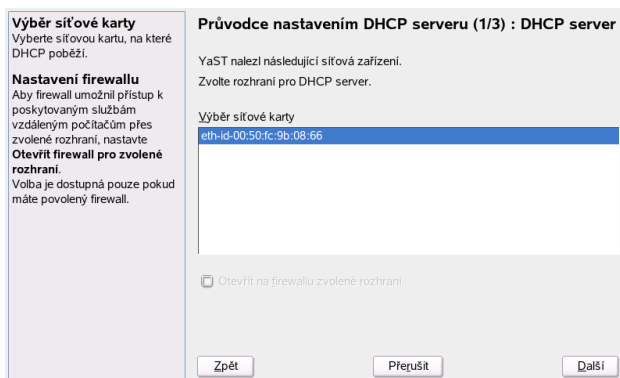 Výběr síťové karty
Vyberte síťovou kartu, na které
DHCP poběží.
Nastavení firewallu
Aby firewall umožnil přístup k
poskytovaným službám
vzdáleným počítačům přes
zvolené rozhraní, nastavte
Otevřít firewall pro zvolené
rozhraní.
Volba je dostupná pouze pokud
máte povolený firewall.
Průvodce nastavením DHCP serveru (1/3) : DHCP server
YaST nalezl následující síťová zařízení.
Zvolte rozhraní pro DHCP server.
Výběr síťové karty
eth-id-00:50:fc:9b:08:66
Otevřít na firewallu zvolené rozhraní
Zpět
Přerušit
Další